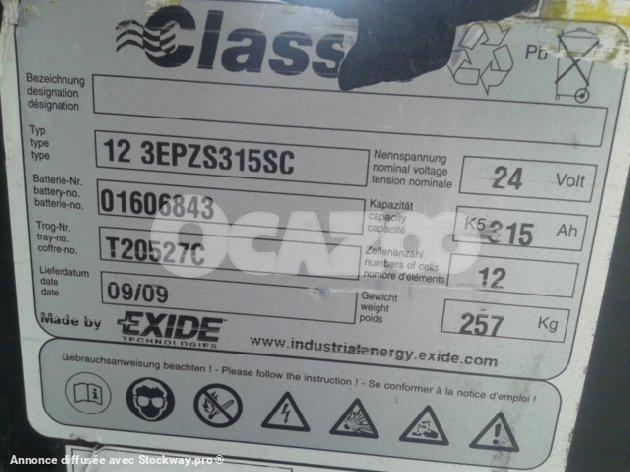 Class
Pb
Bezeichnung
designation
désignation
Typ
type
type
12 3EPZS315SC
Nennspannung
nominal voltage
tension nominale
24 Volt
Batterie-Nr.
battery-no.
batterie-no.
01606843
Kapazität
capacity
capacité
K5 315 Ah
Trog-Nr.
tray-no.
coffre-no.
T20527C
Zellenanzahl
numbers of cells
nombre d'éléments
12
Lieferdatum
date
date
09/09
Gewicht
weight
poids
257 Kg
Made by EXIDE
TECHNOLOGIES
www.industrialenergy.exide.com
Gebrauchsanweisung beachten ! - Please follow the instruction ! - Se conformer à la notice d'emploi !
OCAZOO
Annonce diffusée avec Stockway.pro®